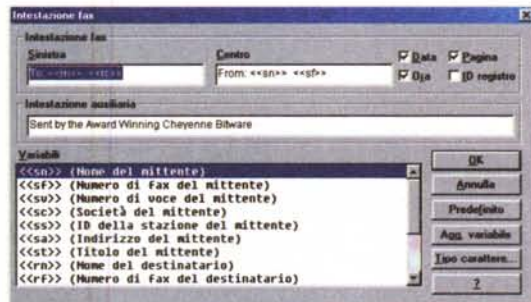 Intestazione fax
Intestazione fax
Sinistra
Centro
To: <<rn>> <<rc>>
From: <<sn>> <<sf>>
Data
Pagina
Ora
ID registro
Intestazione ausiliaria
Sent by the Award Winning Cheyenne Bitware
Variabili
<<sn>> (Nome del mittente)
<<sf>> (Numero di fax del mittente)
<<sv>> (Numero di voce del mittente)
<<sc>> (Società del mittente)
<<ss>> (ID della stazione del mittente)
<<sa>> (Indirizzo del mittente)
<<st>> (Titolo del mittente)
<<rn>> (Nome del destinatario)
<<rf>> (Numero di fax del destinatario)
OK
Annulla
Predefinito
Agg. variabile
Tipo carattere...
?